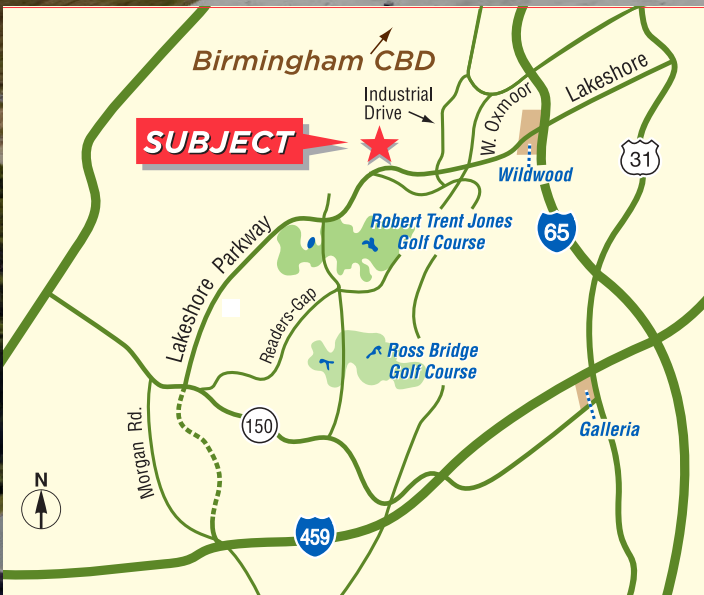 Birmingham CBD
Industrial
Drive
W. Oxmoor
Lakeshore
SUBJECT
31
Wildwood
Robert Trent Jones
Golf Course
65
Lakeshore Parkway
Readers-Gap
Ross Bridge
Golf Course
Morgan Rd.
150
Galleria
N
459